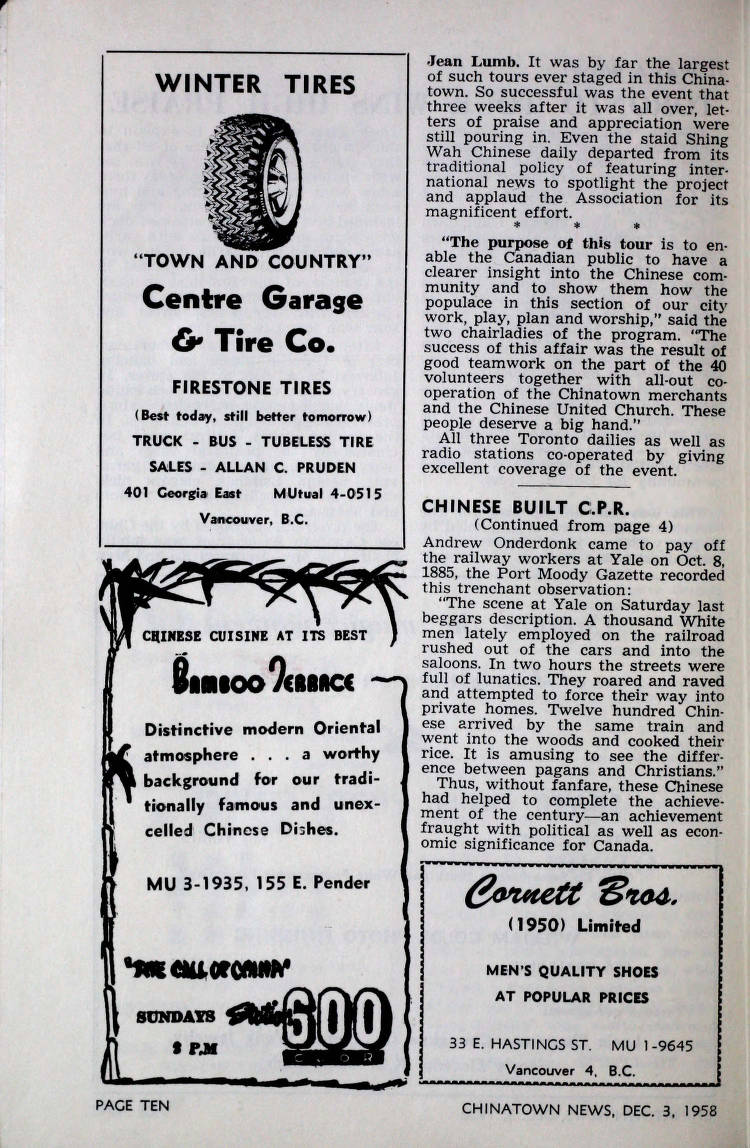 WINTER TIRES
"TOWN AND COUNTRY"
Centre Garage
& Tire Co.
FIRESTONE TIRES
(Best today, still better tomorrow)
TRUCK - BUS - TUBELESS TIRE
SALES - ALLAN C. PRUDEN
401 Georgia East MUtual 4-0515
Vancouver, B.C.
CHINESE CUISINE AT ITS BEST
BAMBOO TERRACE
Distinctive modern Oriental
atmosphere . . . a worthy
background for our tradi-
tionally famous and unex-
celled Chinese Dishes.
MU 3-1935, 155 E. Pender
"THE CALL OF CHINA"
SUNDAYS Station 600
8 P.M
CJOR
Jean Lumb. It was by far the largest
of such tours ever staged in this China-
town. So successful was the event that
three weeks after it was all over, let-
ters of praise and appreciation were
still pouring in. Even the staid Shing
Wah Chinese daily departed from its
traditional policy of featuring inter-
national news to spotlight the project
and applaud the Association for its
magnificent effort.
* * *
"The purpose of this tour is to en-
able the Canadian public to have a
clearer insight into the Chinese com-
munity and to show them how the
populace in this section of our city
work, play, plan and worship," said the
two chairladies of the program. "The
success of this affair was the result of
good teamwork on the part of the 40
volunteers together with all-out co-
operation of the Chinatown merchants
and the Chinese United Church. These
people deserve a big hand."
All three Toronto dailies as well as
radio stations co-operated by giving
excellent coverage of the event.
CHINESE BUILT C.P.R.
(Continued from page 4)
Andrew Onderdonk came to pay off
the railway workers at Yale on Oct. 8,
1885, the Port Moody Gazette recorded
this trenchant observation:
"The scene at Yale on Saturday last
beggars description. A thousand White
men lately employed on the railroad
rushed out of the cars and into the
saloons. In two hours the streets were
full of lunatics. They roared and raved
and attempted to force their way into
private homes. Twelve hundred Chin-
ese arrived by the same train and
went into the woods and cooked their
rice. It is amusing to see the differ-
ence between pagans and Christians."
Thus, without fanfare, these Chinese
had helped to complete the achieve-
ment of the century—an achievement
fraught with political as well as econ-
omic significance for Canada.
Cornett Bros.
(1950) Limited
MEN'S QUALITY SHOES
AT POPULAR PRICES
33 E. HASTINGS ST. MU 1-9645
Vancouver 4, B.C.
PAGE TEN
CHINATOWN NEWS, DEC. 3, 1958